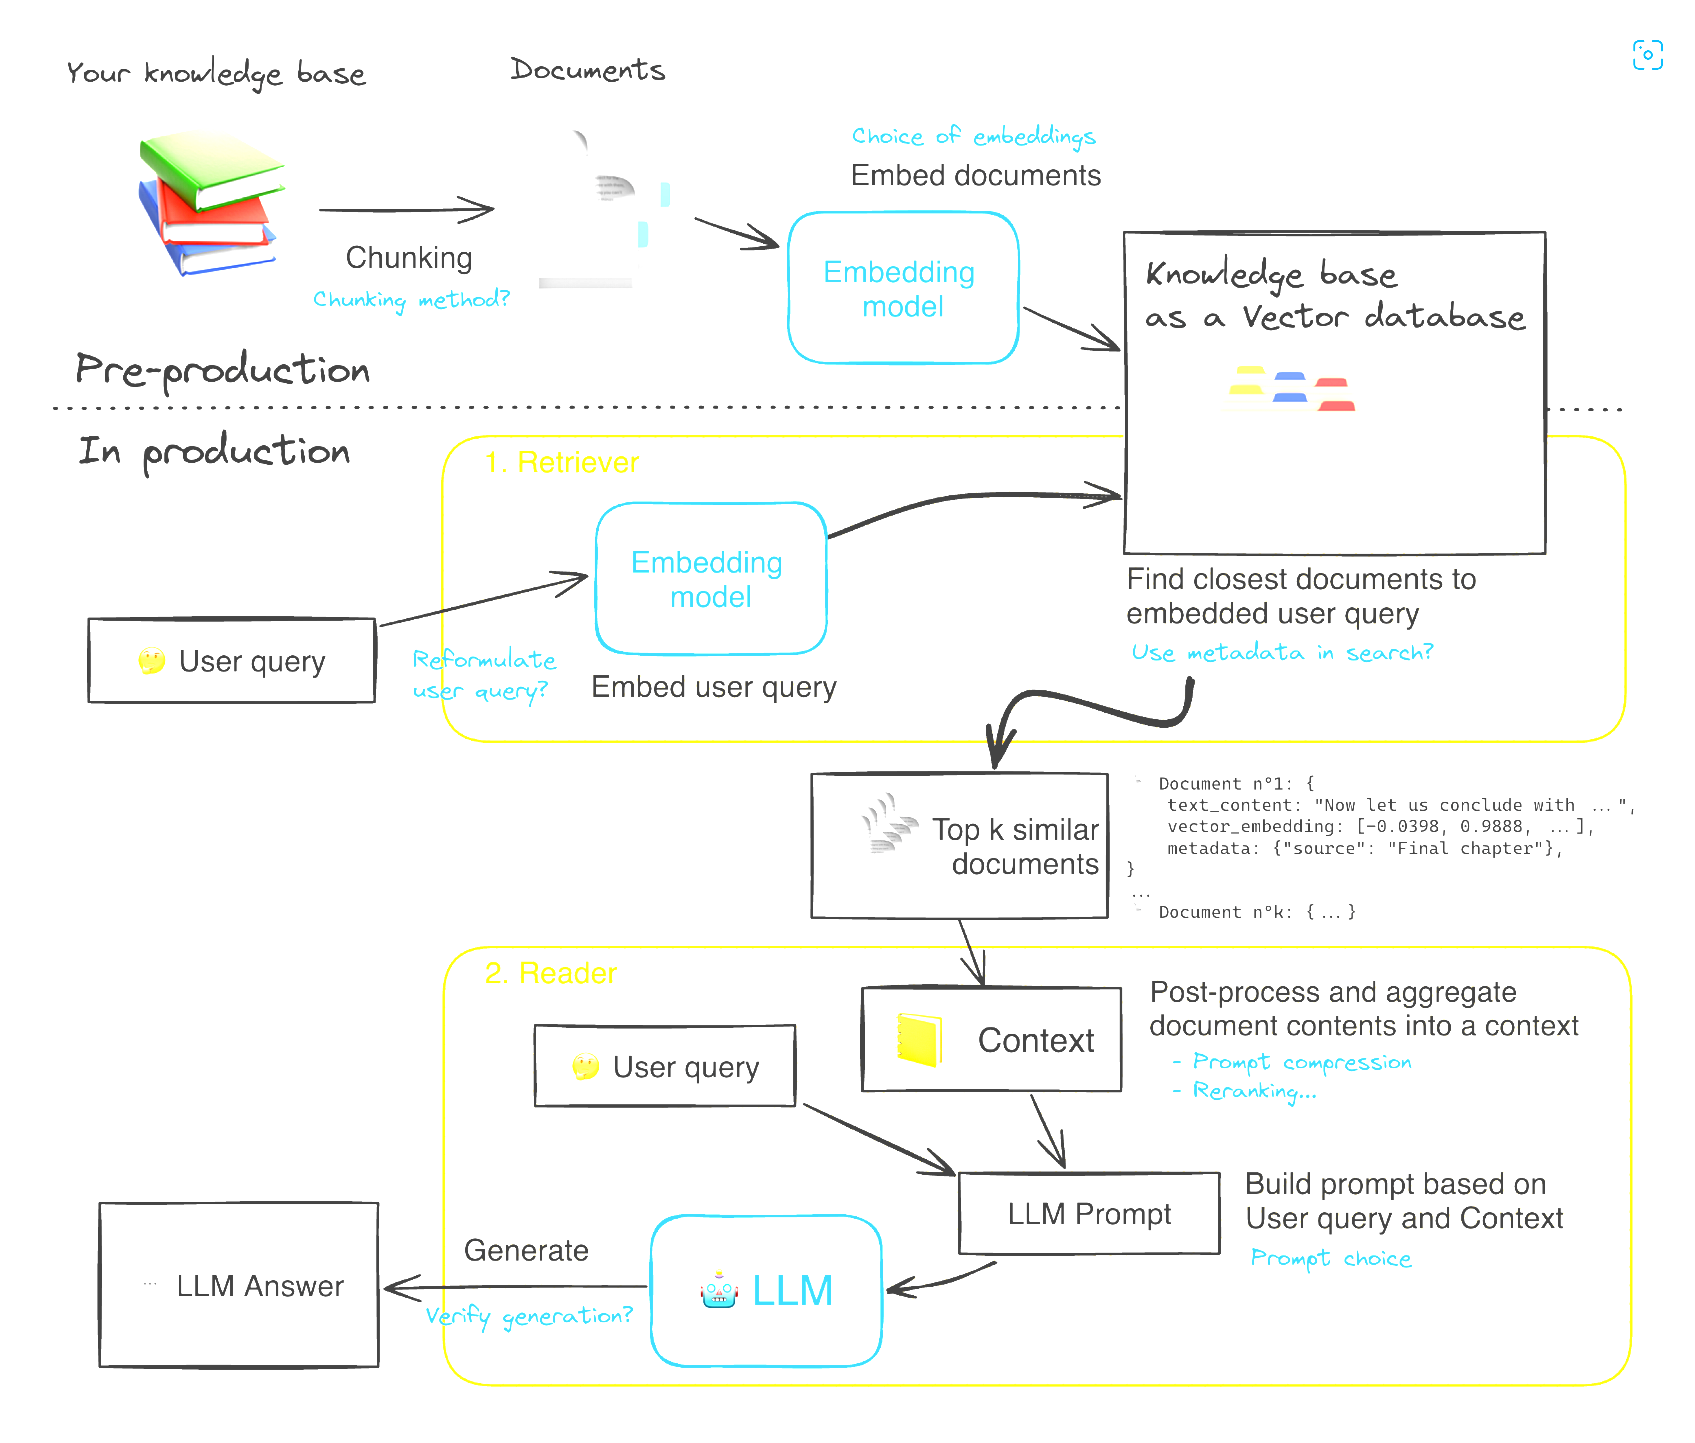 Your knowledge base
Documents
Choice of embeddings
Embed documents
Chunking
Chunking method?
Embedding
model
Knowledge base
as a Vector database
Pre-production
In production
1. Retriever
Embedding
model
User query
Reformulate
user query?
Embed user query
Find closest documents to
embedded user query
Use metadata in search?
Top k similar
documents
Document n°1: {
text_content: "Now let us conclude with ...",
vector_embedding: [-0.0398, 0.9888, ...],
metadata: {"source": "Final chapter"},
}
...
Document n°k: {...}
2. Reader
User query
Context
Post-process and aggregate
document contents into a context
- Prompt compression
- Reranking...
LLM Prompt
Build prompt based on
User query and Context
Prompt choice
LLM
Generate
Verify generation?
... LLM Answer